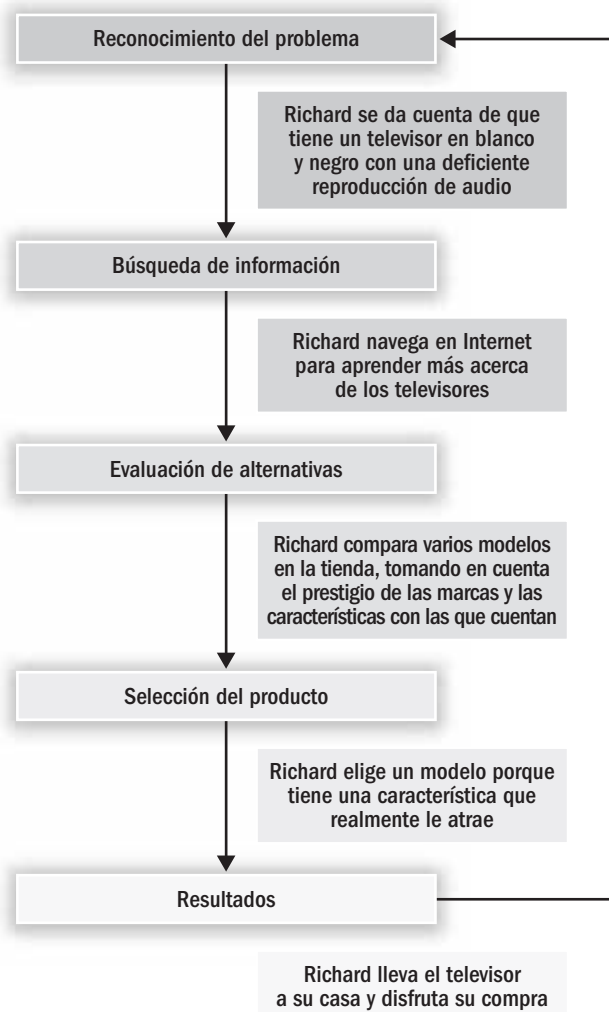 Reconocimiento del problema
Richard se da cuenta de que
tiene un televisor en blanco
y negro con una deficiente
reproducción de audio
Búsqueda de información
Richard navega en Internet
para aprender más acerca
de los televisores
Evaluación de alternativas
Richard compara varios modelos
en la tienda, tomando en cuenta
el prestigio de las marcas y las
características con las que cuentan
Selección del producto
Richard elige un modelo porque
tiene una característica que
realmente le atrae
Resultados
Richard lleva el televisor
a su casa y disfruta su compra